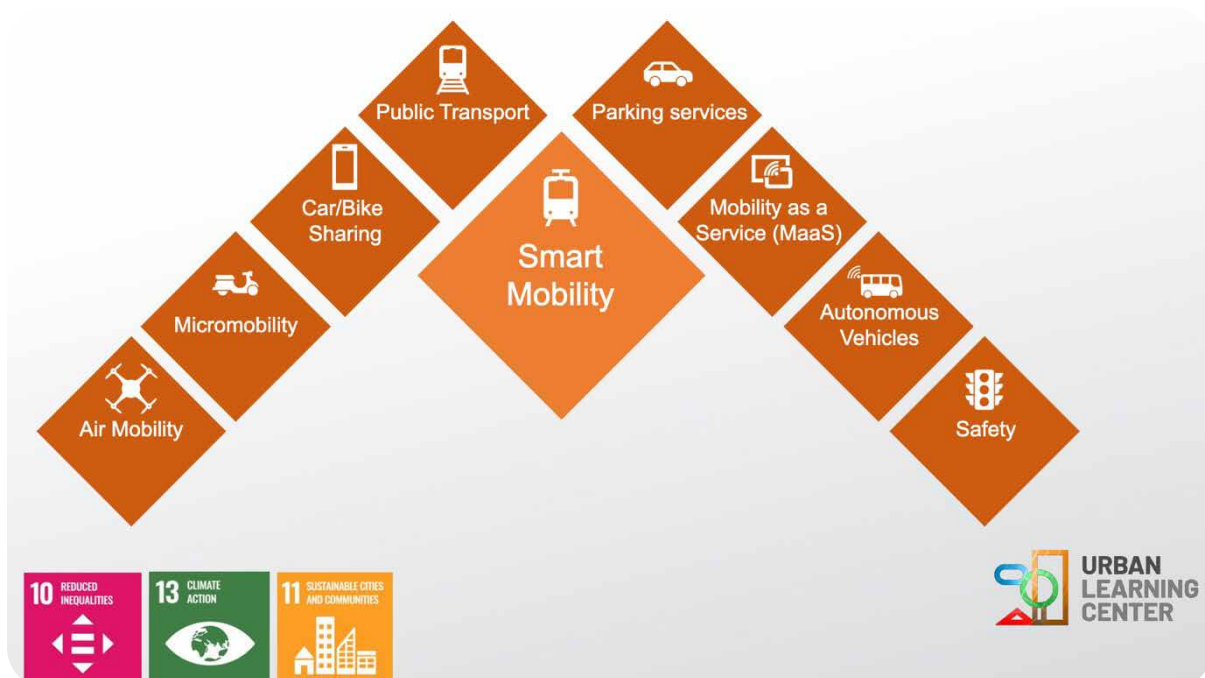 Public Transport
Parking services
Car/Bike
Sharing
Mobility as a
Service (MaaS)
Smart
Mobility
Micromobility
Autonomous
Vehicles
Air Mobility
Safety
10 REDUCED
INEQUALITIES
13 CLIMATE
ACTION
11 SUSTAINABLE CITIES
AND COMMUNITIES
URBAN
LEARNING
CENTER